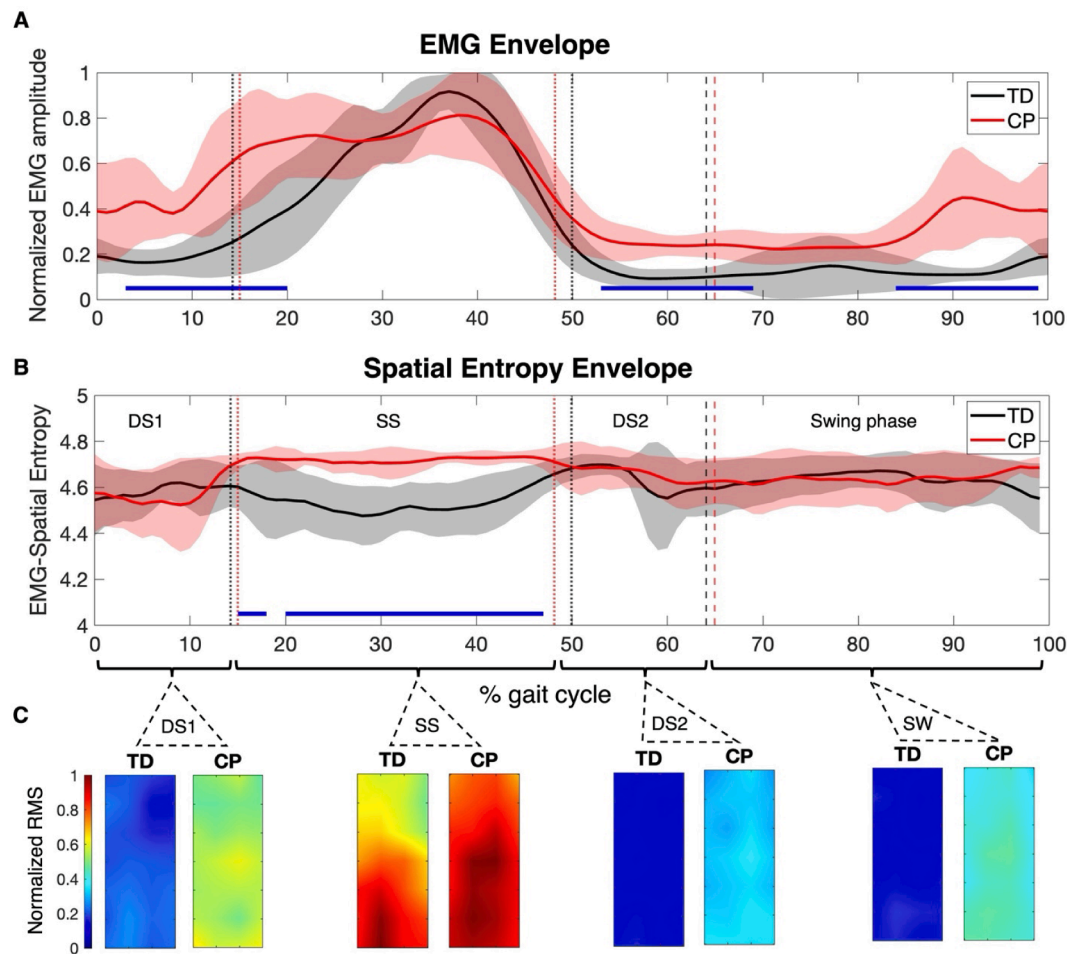 A
EMG Envelope
Normalized EMG amplitude
1
0.8
0.6
0.4
0.2
0
TD
CP
0 10 20 30 40 50 60 70 80 90 100
B
Spatial Entropy Envelope
EMG-Spatial Entropy
5
4.8
4.6
4.4
4.2
4
DS1 SS DS2 Swing phase
TD
CP
0 10 20 30 40 50 60 70 80 90 100
% gait cycle
C
DS1 SS DS2 SW
TD CP TD CP TD CP TD CP
Normalized RMS
1
0.8
0.6
0.4
0.2
0